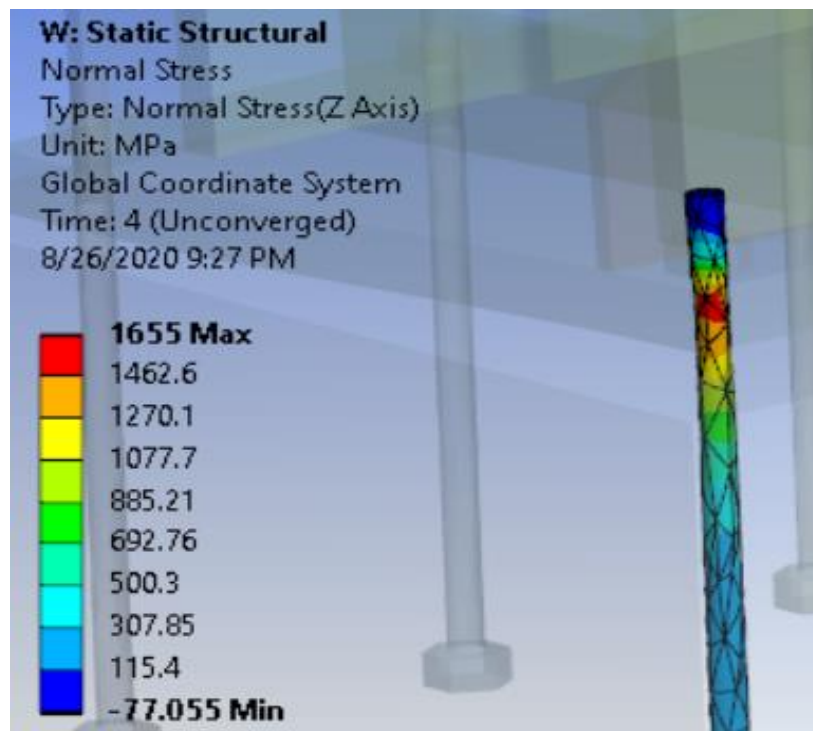 W: Static Structural
Normal Stress
Type: Normal Stress(Z Axis)
Unit: MPa
Global Coordinate System
Time: 4 (Unconverged)
8/26/2020 9:27 PM
1655 Max
1462.6
1270.1
1077.7
885.21
692.76
500.3
307.85
115.4
-77.055 Min